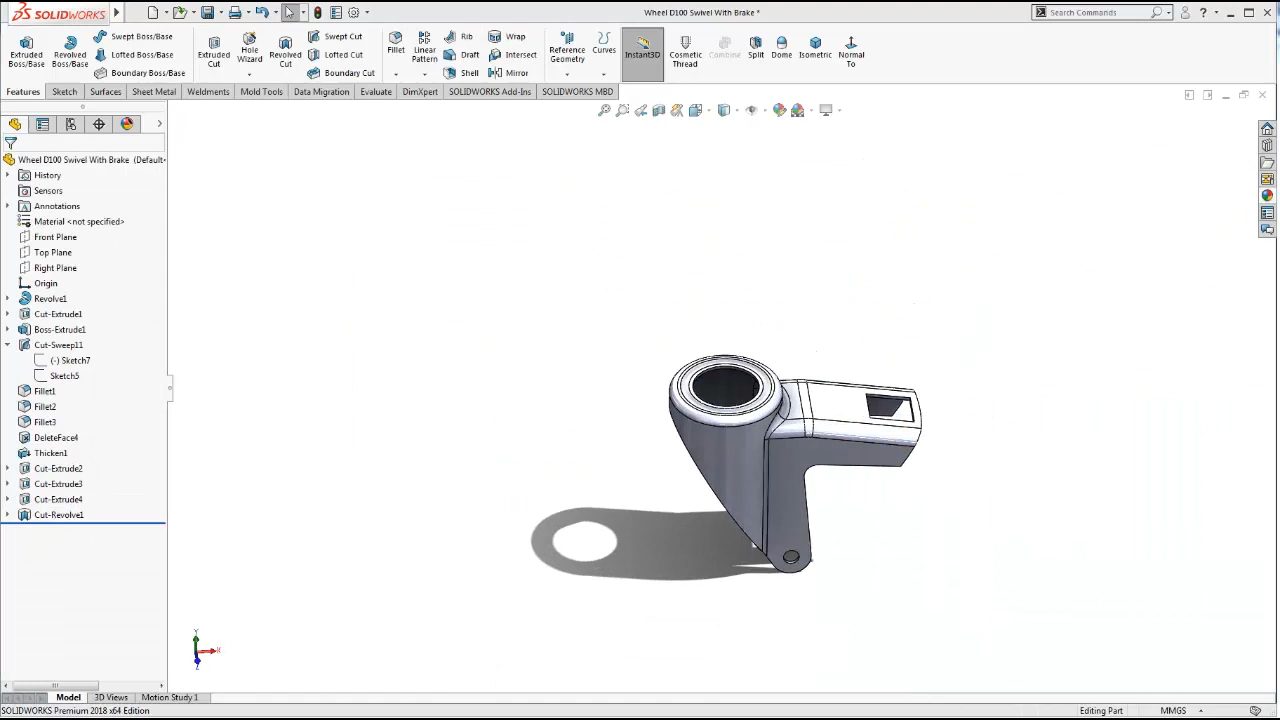 SOLIDWORKS
Wheel D100 Swivel With Brake *
Search Commands
Extruded Boss/Base
Revolved Boss/Base
Swept Boss/Base
Lofted Boss/Base
Boundary Boss/Base
Extruded Cut
Hole Wizard
Revolved Cut
Swept Cut
Lofted Cut
Boundary Cut
Fillet
Linear Pattern
Rib
Draft
Shell
Wrap
Intersect
Mirror
Reference Geometry
Curves
Instant3D
Cosmetic Thread
Combine
Split
Dome
Isometric
Normal To
Features
Sketch
Surfaces
Sheet Metal
Weldments
Mold Tools
Data Migration
Evaluate
DimXpert
SOLIDWORKS Add-Ins
SOLIDWORKS MBD
Wheel D100 Swivel With Brake (Default
History
Sensors
Annotations
Material <not specified>
Front Plane
Top Plane
Right Plane
Origin
Revolve1
Cut-Extrude1
Boss-Extrude1
Cut-Sweep11
(-) Sketch7
Sketch5
Fillet1
Fillet2
Fillet3
DeleteFace4
Thicken1
Cut-Extrude2
Cut-Extrude3
Cut-Extrude4
Cut-Revolve1
Y
X
Z
Model
3D Views
Motion Study 1
SOLIDWORKS Premium 2018 x64 Edition
Editing Part
MMGS